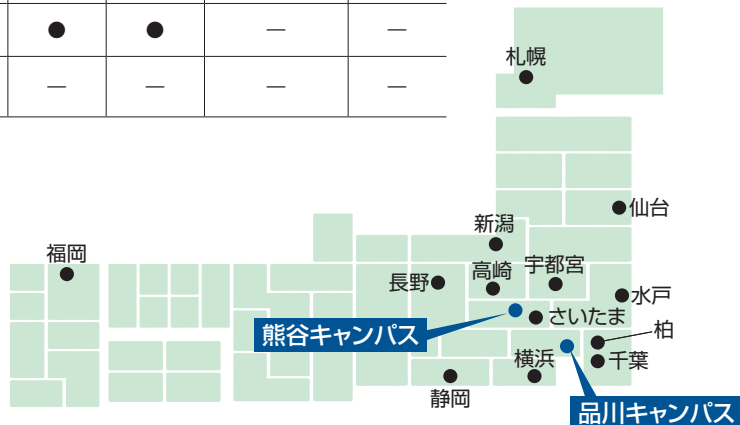 ● ● ― ―
― ― ― ―
札幌
仙台
新潟
福岡
宇都宮
高崎
長野
水戸
さいたま
柏
熊谷キャンパス
千葉
横浜
静岡
品川キャンパス